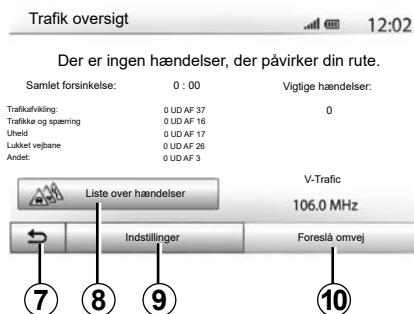 Trafik oversigt 12:02
Der er ingen hændelser, der påvirker din rute.
Samlet forsinkelse: 0 : 00 Vigtige hændelser:
Trafikafvikling: 0 UD AF 37 0
Trafikkø og spærring 0 UD AF 16
Uheld 0 UD AF 17
Lukket vejbane 0 UD AF 26
Andet: 0 UD AF 3
Liste over hændelser V-Trafic
106.0 MHz
Indstillinger Foreslå omvej
7 8 9 10